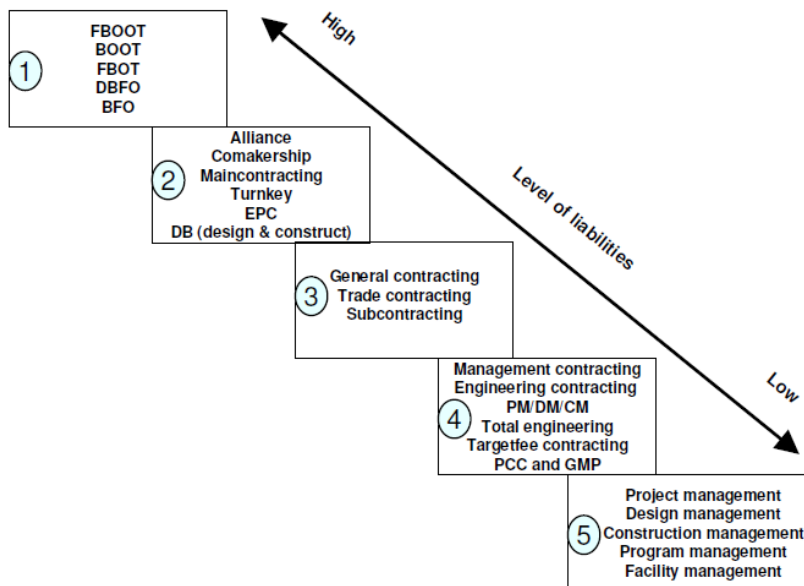 FBOOT
BOOT
FBOT
DBFO
BFO
1
High
Alliance
Comakership
Maincontracting
Turnkey
EPC
DB (design & construct)
2
Level of liabilities
General contracting
Trade contracting
Subcontracting
3
Low
Management contracting
Engineering contracting
PM/DM/CM
Total engineering
Targetfee contracting
PCC and GMP
4
Project management
Design management
Construction management
Program management
Facility management
5